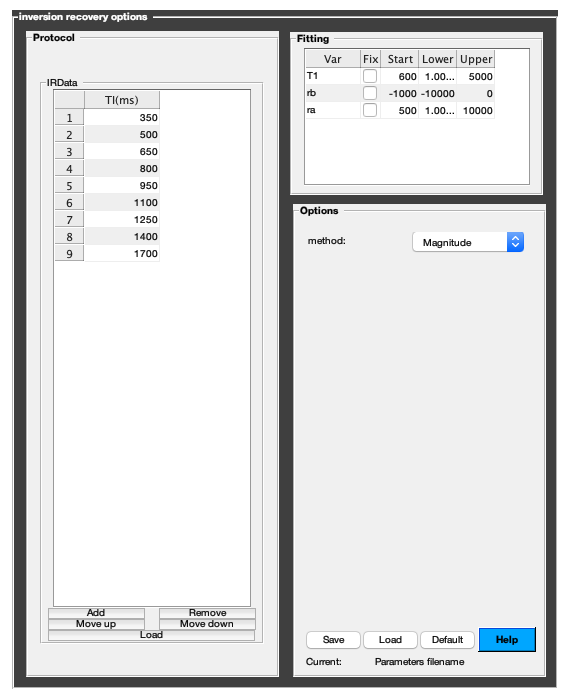 inversion recovery options
Protocol
IRData
TI(ms)
1 350
2 500
3 650
4 800
5 950
6 1100
7 1250
8 1400
9 1700
Add Remove
Move up Move down
Load
Fitting
Var Fix Start Lower Upper
T1 600 1.00... 5000
rb -1000 -10000 0
ra 500 1.00... 10000
Options
method: Magnitude
Save Load Default Help
Current: Parameters filename